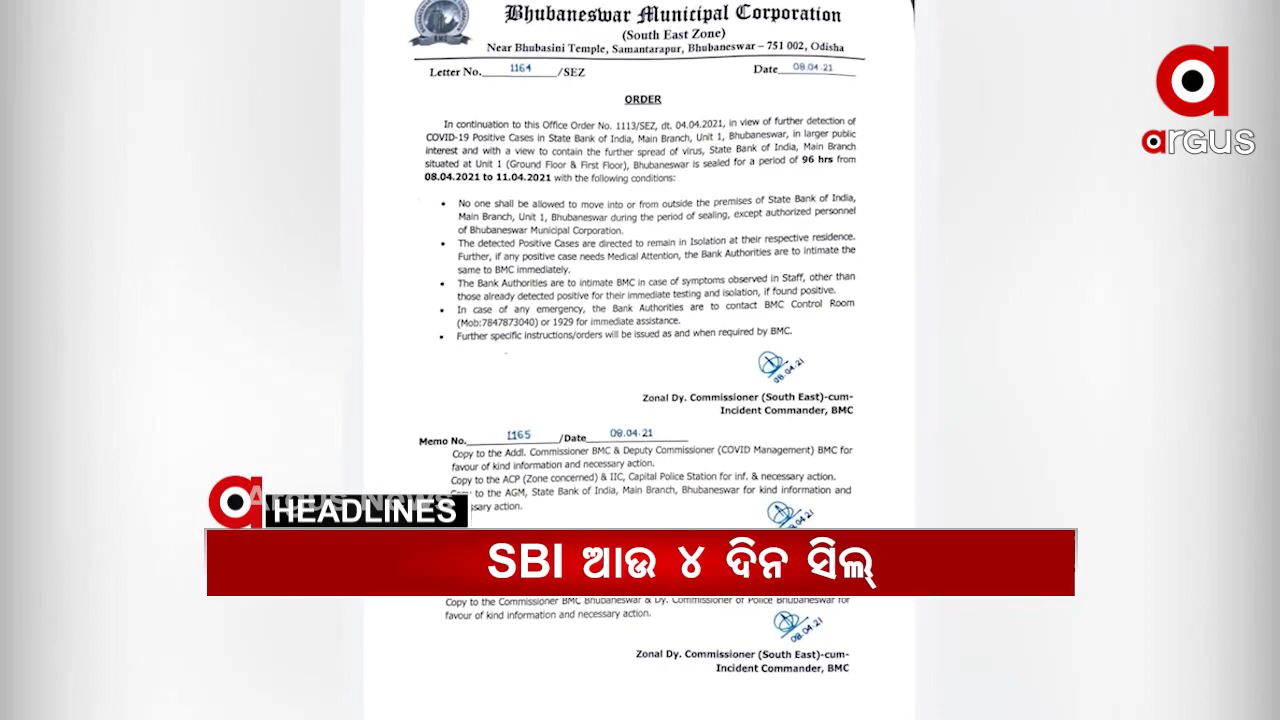 Bhubaneswar Municipal Corporation
(South East Zone)
Near Bhubasini Temple, Samantarapur, Bhubaneswar – 751 002, Odisha
Letter No. 1164 /SEZ Date 08.04.21
argus
ORDER
In continuation to this Office Order No. 1113/SEZ, dt. 04.04.2021, in view of further detection of
COVID-19 Positive Cases in State Bank of India, Main Branch, Unit 1, Bhubaneswar, in larger public
interest and with a view to contain the further spread of virus, State Bank of India, Main Branch
situated at Unit 1 (Ground Floor & First Floor), Bhubaneswar is sealed for a period of 96 hrs from
08.04.2021 to 11.04.2021 with the following conditions:
• No one shall be allowed to move into or from outside the premises of State Bank of India,
Main Branch, Unit 1, Bhubaneswar during the period of sealing, except authorized personnel
of Bhubaneswar Municipal Corporation.
• The detected Positive Cases are directed to remain in Isolation at their respective residence.
Further, if any positive case needs Medical Attention, the Bank Authorities are to intimate the
same to BMC immediately.
• The Bank Authorities are to intimate BMC in case of symptoms observed in Staff, other than
those already detected positive for their immediate testing and isolation, if found positive.
• In case of any emergency, the Bank Authorities are to contact BMC Control Room
(Mob:7847873040) or 1929 for immediate assistance.
• Further specific instructions/orders will be issued as and when required by BMC.
08.04.21
Zonal Dy. Commissioner (South East)-cum-
Incident Commander, BMC
Memo No. 1165 /Date 08.04.21
Copy to the Addl. Commissioner BMC & Deputy Commissioner (COVID Management) BMC for
favour of kind information and necessary action.
Copy to the ACP (Zone concerned) & IIC, Capital Police Station for inf. & necessary action.
to the AGM, State Bank of India, Main Branch, Bhubaneswar for kind information and
action.
08.04.21
Argus News
HEADLINES
SBI ଆଉ ୪ ଦିନ ସିଲ୍
Copy to the Commissioner BMC Bhubaneswar & Dy. Commissioner of Police Bhubaneswar for
favour of kind information and necessary action.
08.04.21
Zonal Dy. Commissioner (South East)-cum-
Incident Commander, BMC